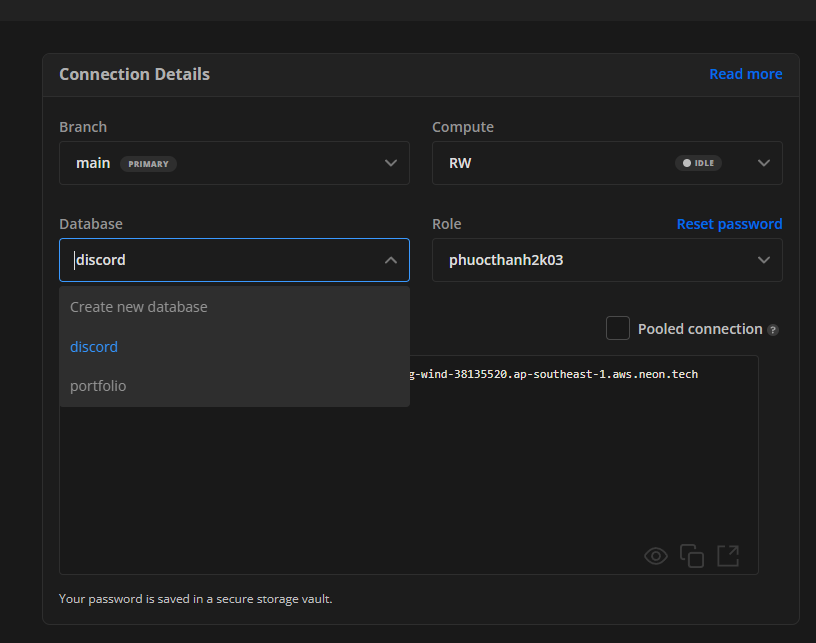 Connection Details Read more
Branch Compute
main PRIMARY RW IDLE
Database Role Reset password
discord phuocthanh2k03
Create new database
Pooled connection ?
discord
-wind-38135520.ap-southeast-1.aws.neon.tech
portfolio
Your password is saved in a secure storage vault.